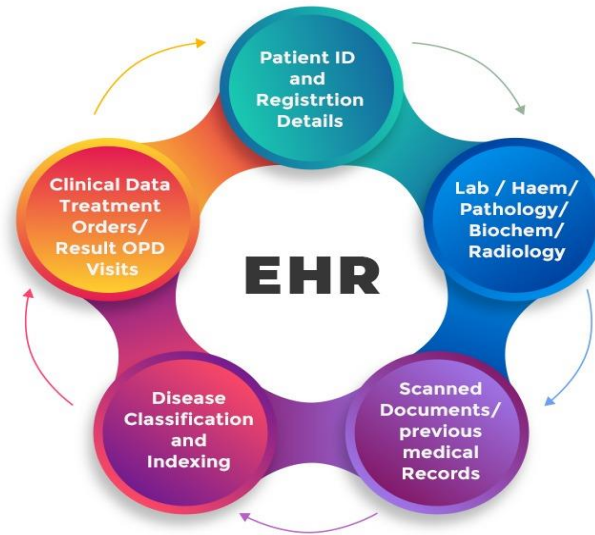 Patient ID
and
Registrtion
Details
Lab / Haem/
Pathology/
Biochem/
Radiology
Scanned
Documents/
previous
medical
Records
Disease
Classification
and
Indexing
Clinical Data
Treatment
Orders/
Result OPD
Visits
EHR